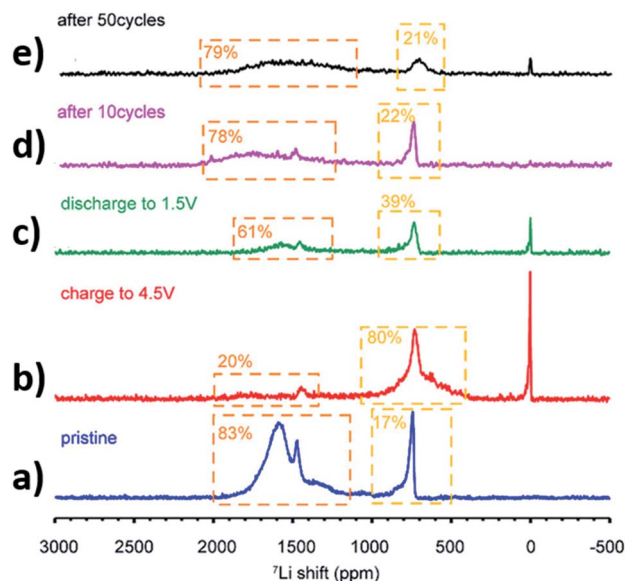 after 50cycles
e)
79%
21%
after 10cycles
d)
78%
22%
discharge to 1.5V
c)
61%
39%
charge to 4.5V
b)
20%
80%
pristine
a)
83%
17%
3000 2500 2000 1500 1000 500 0 -500
⁷Li shift (ppm)